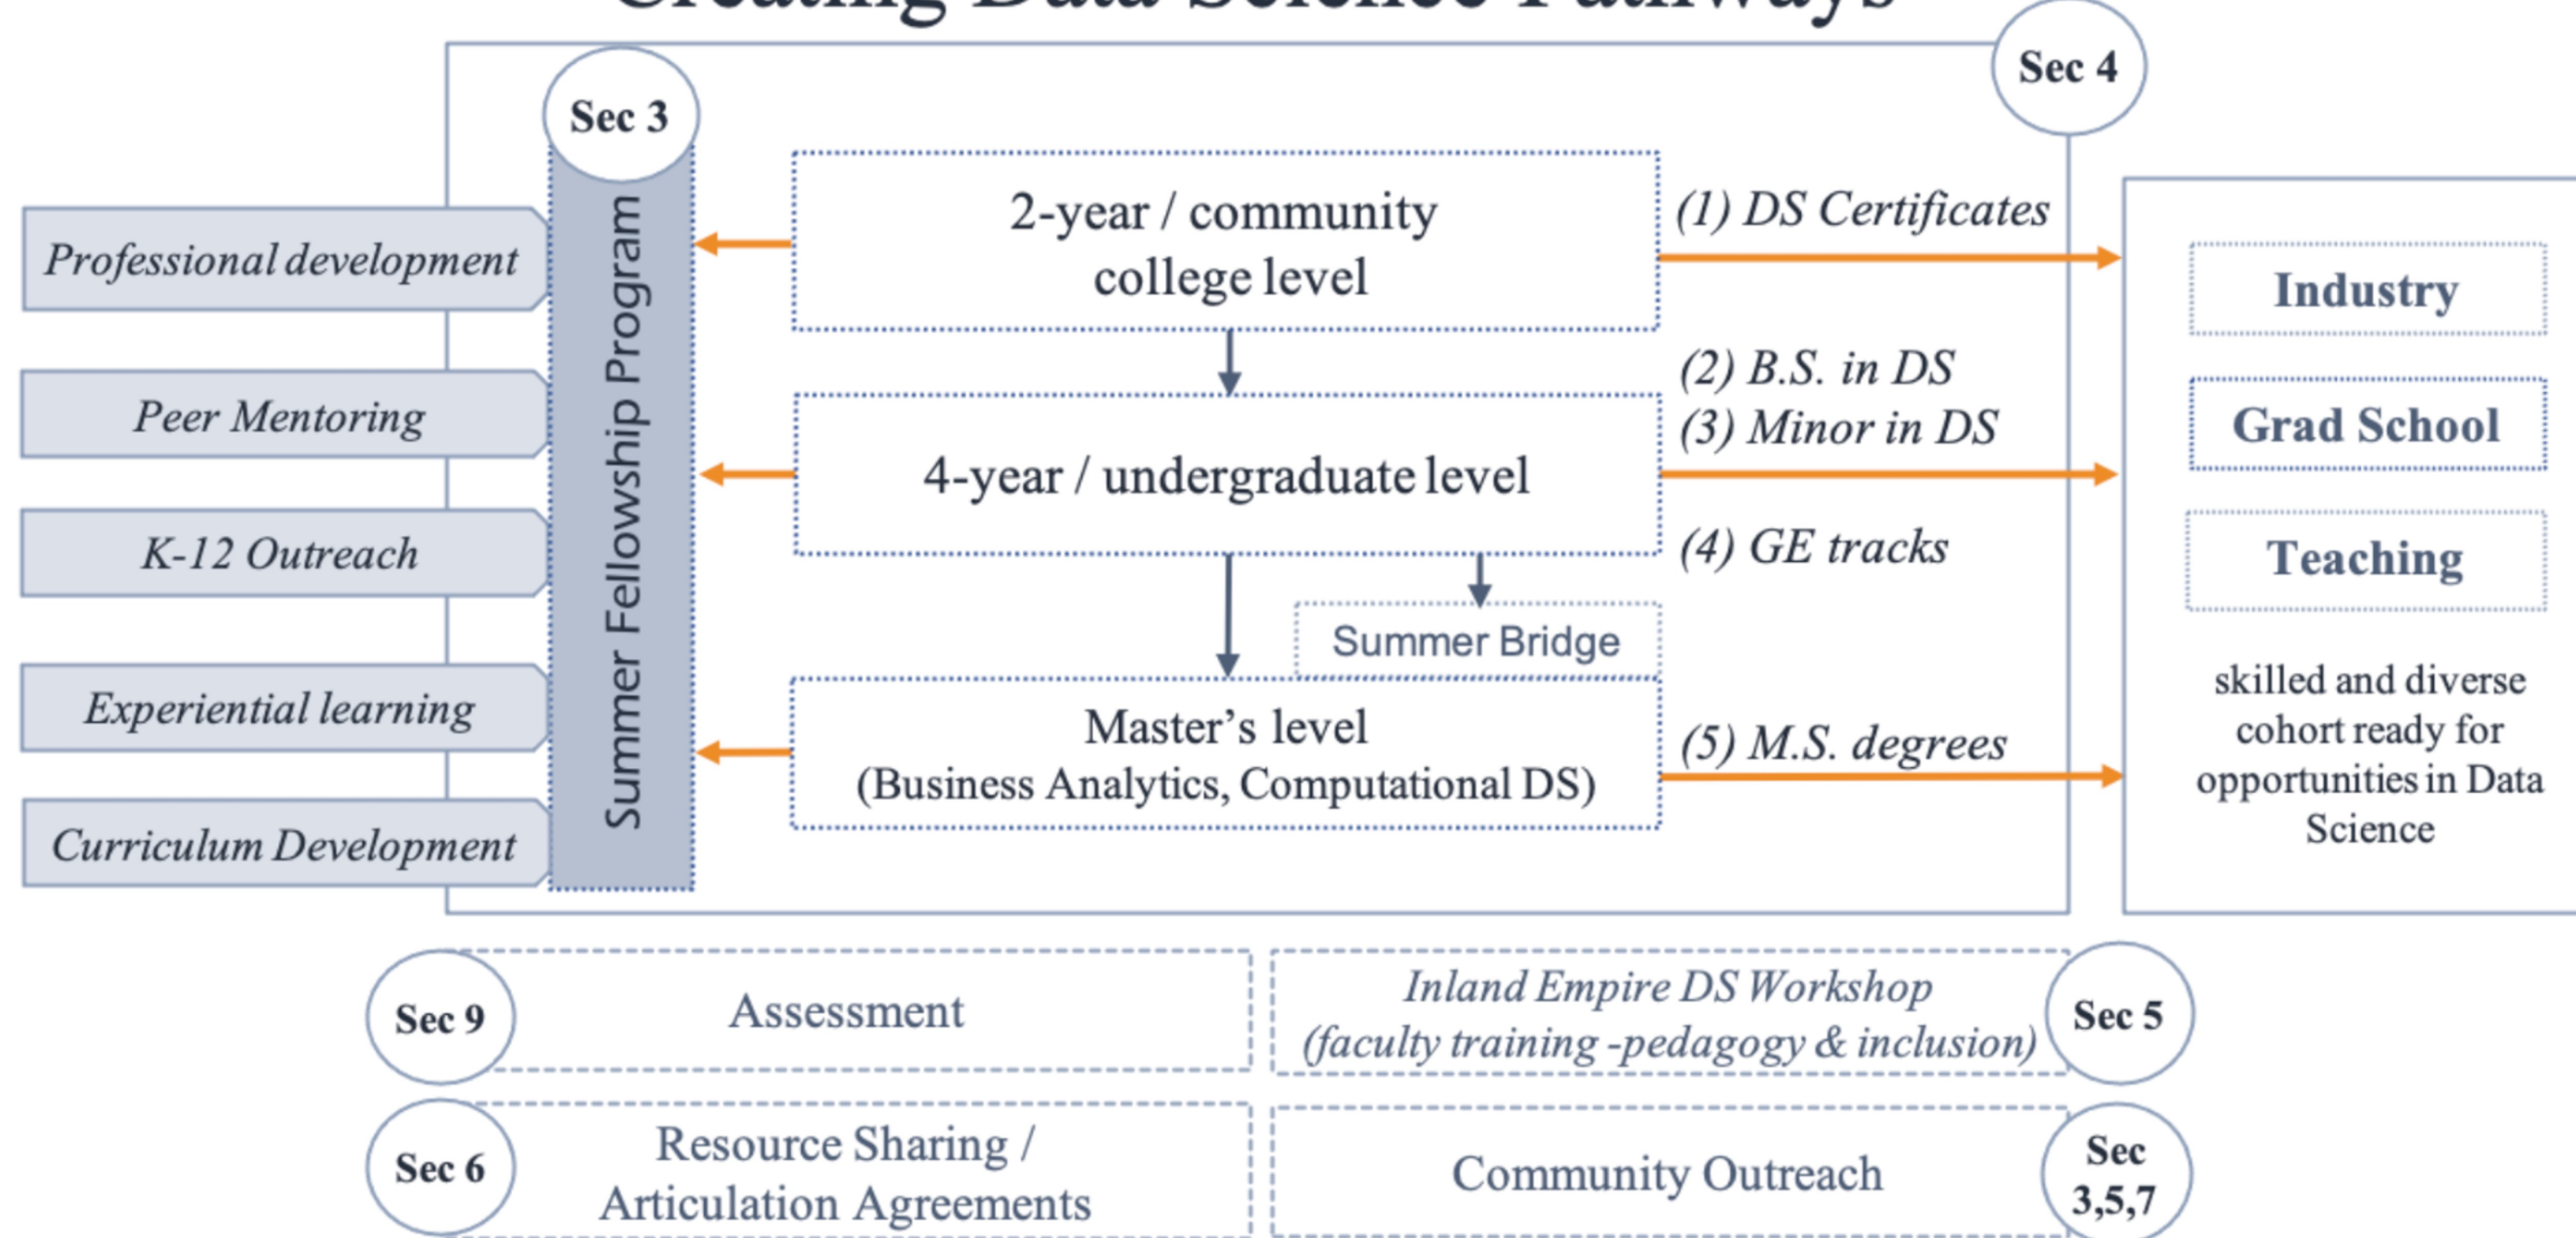 Creating Data Science Pathways
Sec 4
Sec 3
Summer Fellowship Program
Professional development
Peer Mentoring
K-12 Outreach
Experiential learning
Curriculum Development
2-year / community
college level
4-year / undergraduate level
Summer Bridge
Master’s level
(Business Analytics, Computational DS)
(1) DS Certificates
(2) B.S. in DS
(3) Minor in DS
(4) GE tracks
(5) M.S. degrees
Industry
Grad School
Teaching
skilled and diverse
cohort ready for
opportunities in Data
Science
Sec 9
Assessment
Inland Empire DS Workshop
(faculty training -pedagogy & inclusion)
Sec 5
Sec 6
Resource Sharing /
Articulation Agreements
Community Outreach
Sec
3,5,7